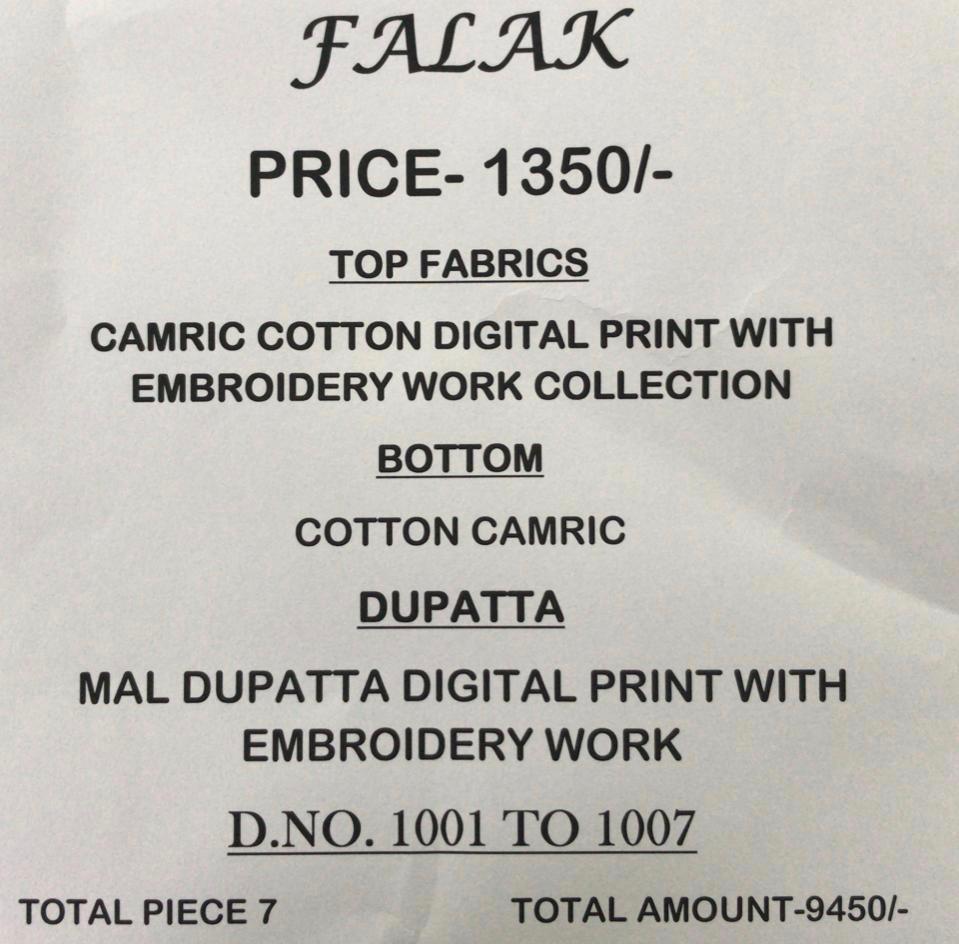 FALAK
PRICE- 1350/-
TOP FABRICS
CAMRIC COTTON DIGITAL PRINT WITH
EMBROIDERY WORK COLLECTION
BOTTOM
COTTON CAMRIC
DUPATTA
MAL DUPATTA DIGITAL PRINT WITH
EMBROIDERY WORK
D.NO. 1001 TO 1007
TOTAL PIECE 7 TOTAL AMOUNT-9450/-